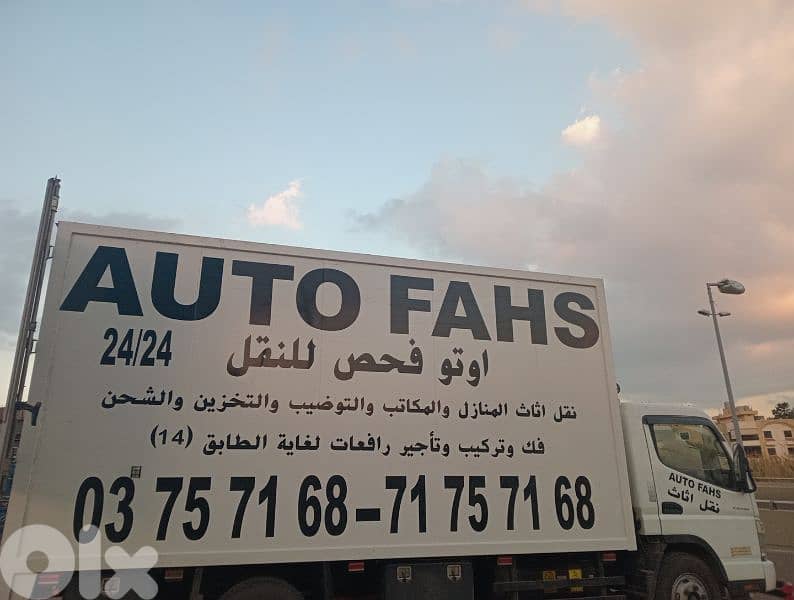 AUTO FAHS
24/24 اوتو فحص للنقل
نقل اثاث المنازل والمكاتب والتوضيب والتخزين والشحن
فك وتركيب وتأجير رافعات لغاية الطابق (14)
03 75 71 68 - 71 75 71 68
AUTO FAHS
نقل اثاث
olx